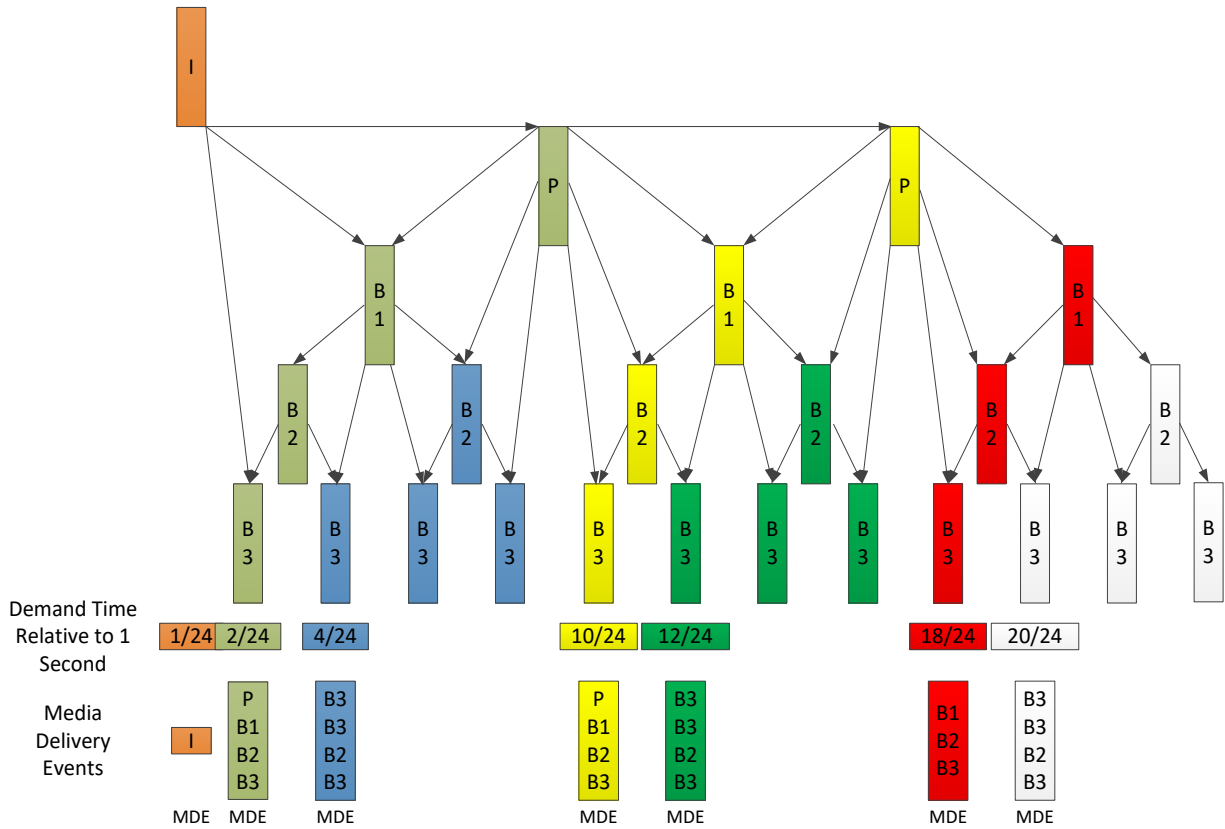 I
P
P
B
1
B
1
B
1
B
2
B
2
B
2
B
2
B
2
B
2
B
3
B
3
B
3
B
3
B
3
B
3
B
3
B
3
B
3
B
3
B
3
B
3
Demand Time
Relative to 1
Second
1/24 2/24 4/24 10/24 12/24 18/24 20/24
Media
Delivery
Events
I
P
B1
B2
B3
B3
B3
B2
B3
P
B1
B2
B3
B3
B3
B2
B3
B1
B2
B3
B3
B3
B2
B3
MDE MDE MDE MDE MDE MDE MDE